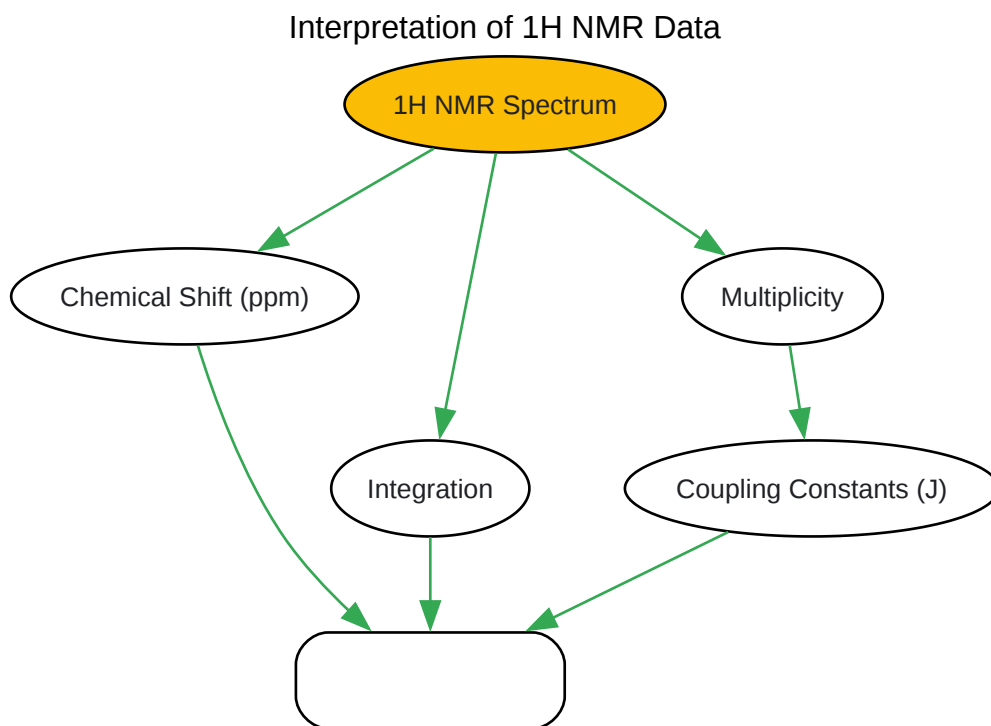 Interpretation of 1H NMR Data
1H NMR Spectrum
Chemical Shift (ppm)
Multiplicity
Integration
Coupling Constants (J)